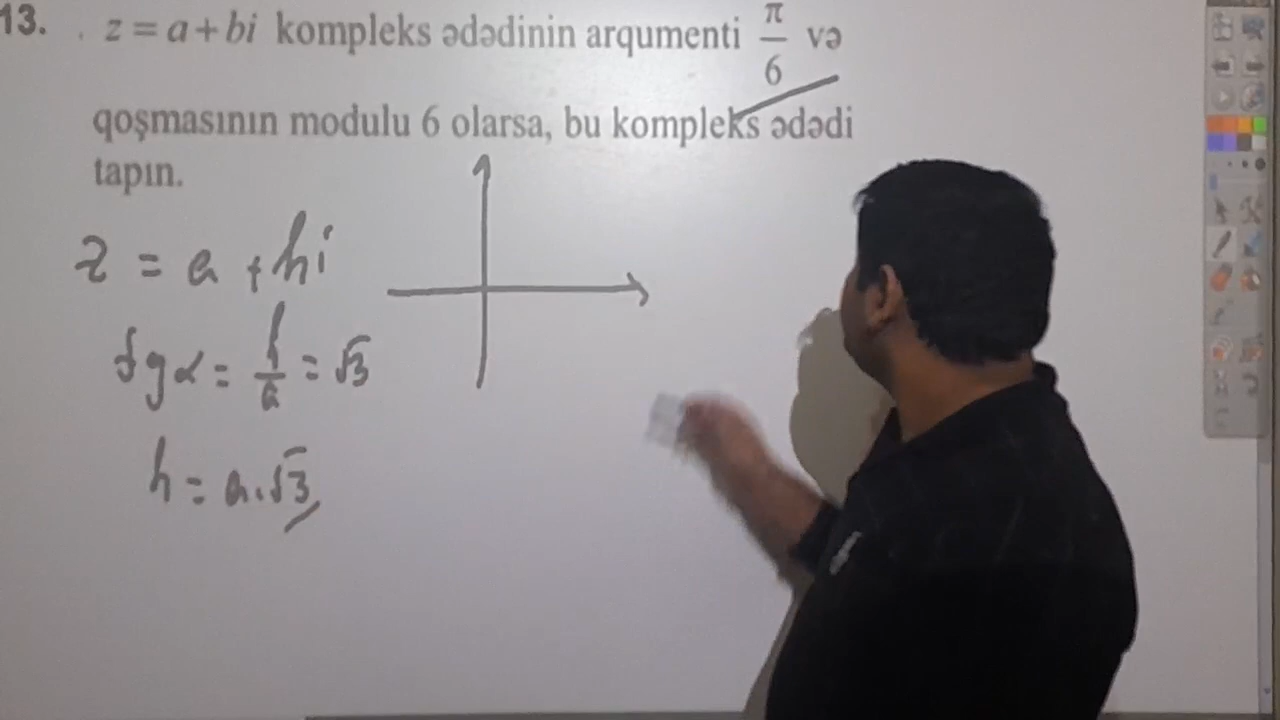 13. z = a + bi kompleks ədədinin arqumenti π/6 və
qoşmasının modulu 6 olarsa, bu kompleks ədədi
tapın.
z = a + bi
tgα = b/a = √3
b = a.√3